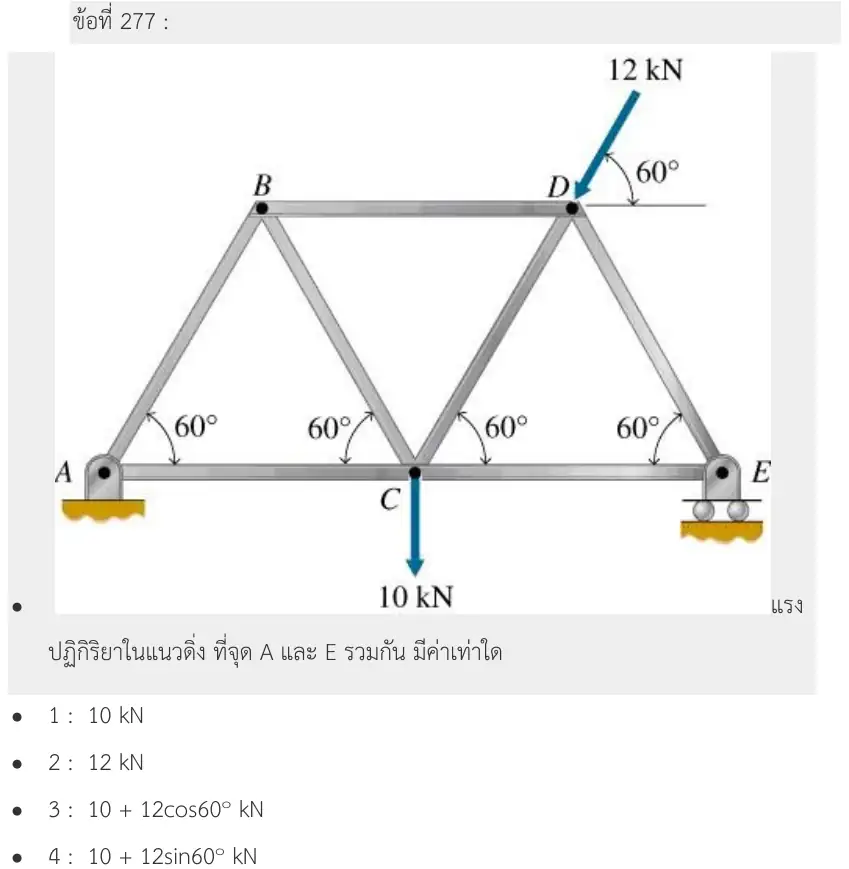 ข้อที่ 277 :
12 kN
60°
B
D
60°
60°
60°
60°
A
E
C
10 kN
แรง
ปฏิกิริยาในแนวดิ่ง ที่จุด A และ E รวมกัน มีค่าเท่าใด
1 : 10 kN
2 : 12 kN
3 : 10 + 12cos60° kN
4 : 10 + 12sin60° kN